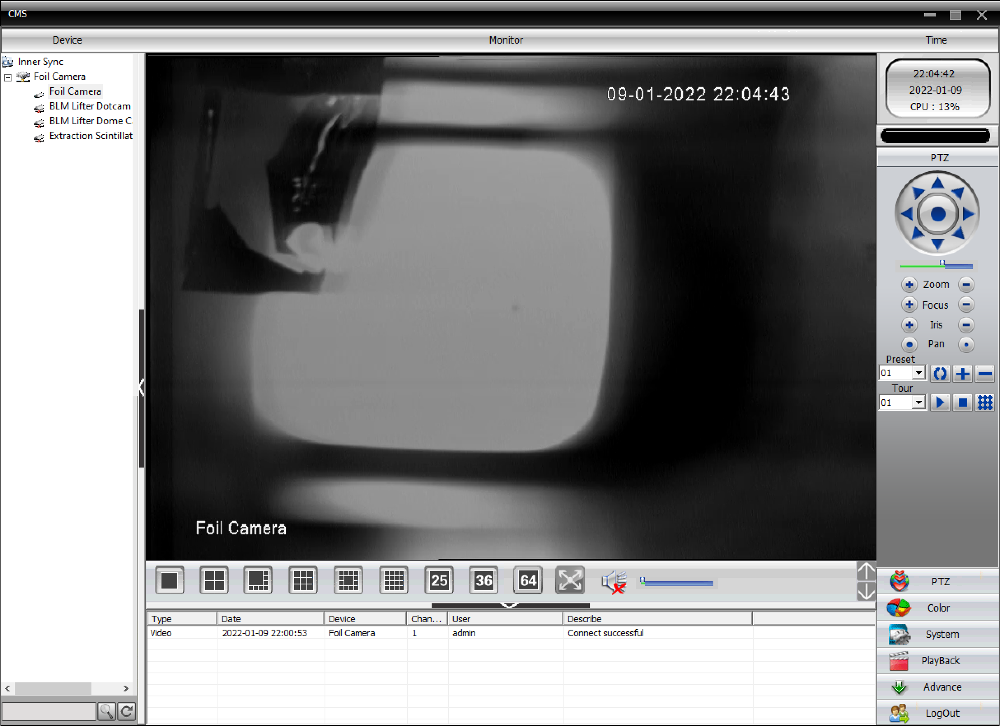 CMS
Device
Monitor
Time
Inner Sync
Foil Camera
Foil Camera
BLM Lifter Dotcam
BLM Lifter Dome C
Extraction Scintillat
09-01-2022 22:04:43
Foil Camera
22:04:42
2022-01-09
CPU : 13%
PTZ
Zoom
Focus
Iris
Pan
Preset
01
Tour
01
25 36 64
Type Date Device Chan... User Describe
Video 2022-01-09 22:00:53 Foil Camera 1 admin Connect successful
PTZ
Color
System
PlayBack
Advance
LogOut